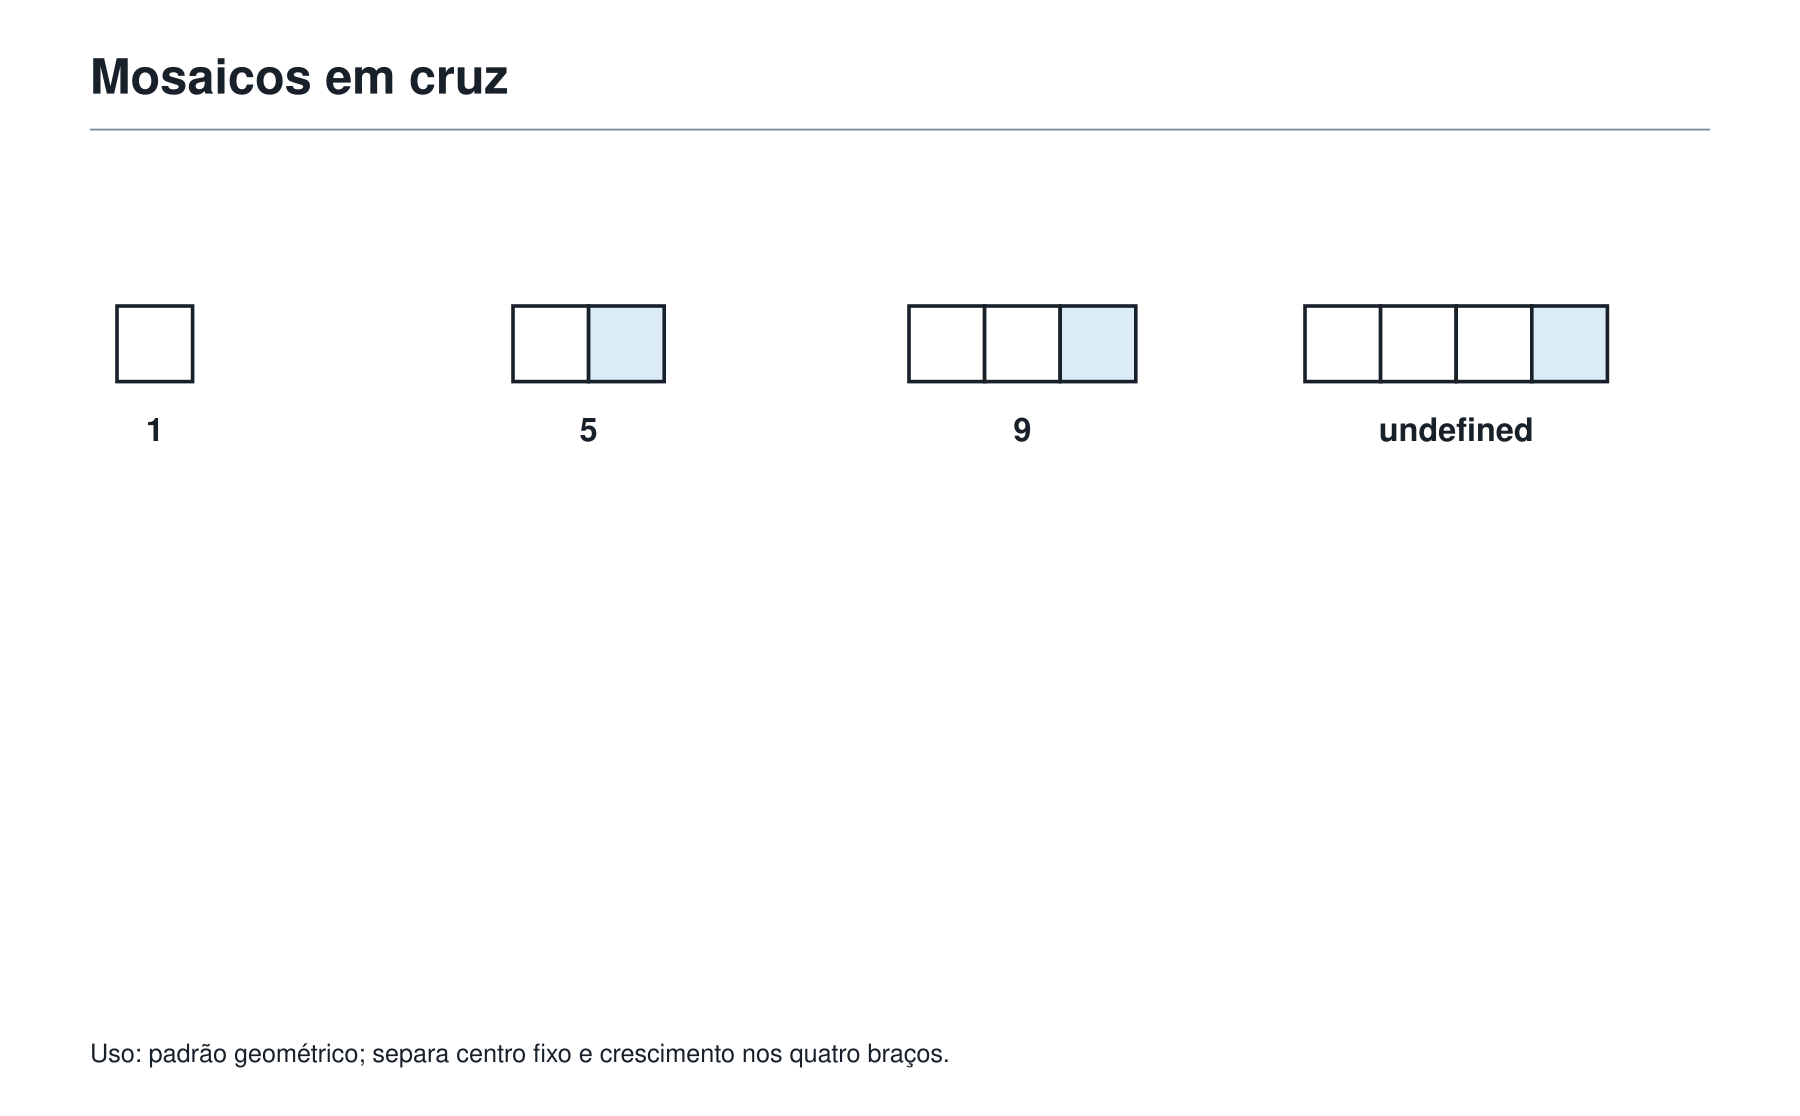 Mosaicos em cruz
1
5
9
undefined
Uso: padrão geométrico; separa centro fixo e crescimento nos quatro braços.